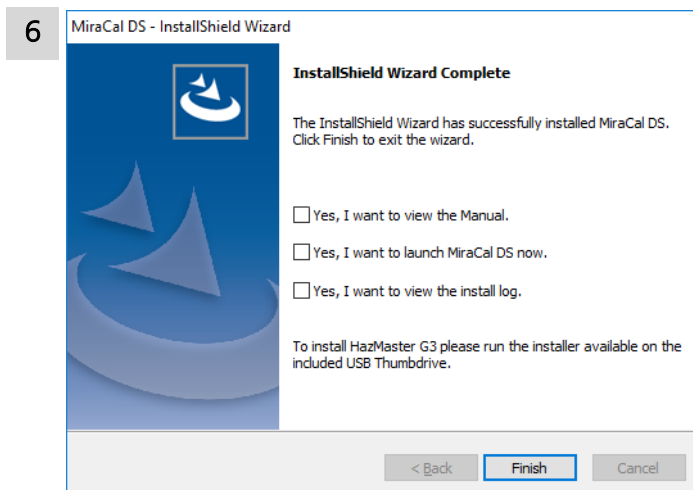 6
MiraCal DS - InstallShield Wizard
InstallShield Wizard Complete
The InstallShield Wizard has successfully installed MiraCal DS.
Click Finish to exit the wizard.
Yes, I want to view the Manual.
Yes, I want to launch MiraCal DS now.
Yes, I want to view the install log.
To install HazMaster G3 please run the installer available on the
included USB Thumbdrive.
< Back
Finish
Cancel